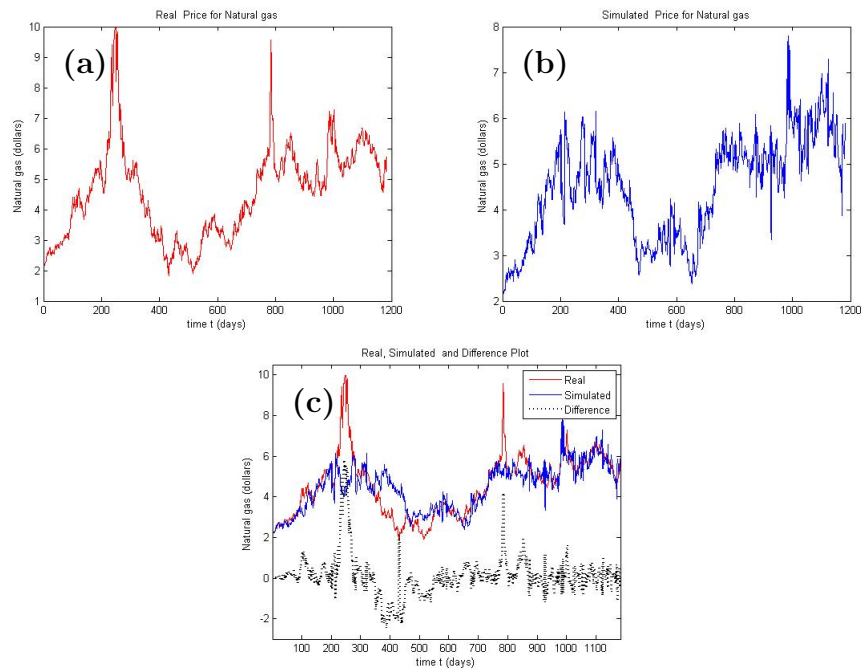 Real Price for Natural gas
(a)
Natural gas (dollars)
10
9
8
7
6
5
4
3
2
1
0 200 400 600 800 1000 1200
time t (days)
Simulated Price for Natural gas
(b)
Natural gas (dollars)
8
7
6
5
4
3
2
0 200 400 600 800 1000 1200
time t (days)
Real, Simulated and Difference Plot
(c)
Real
Simulated
Difference
Natural gas (dollars)
10
8
6
4
2
0
-2
100 200 300 400 500 600 700 800 900 1000 1100
time t (days)